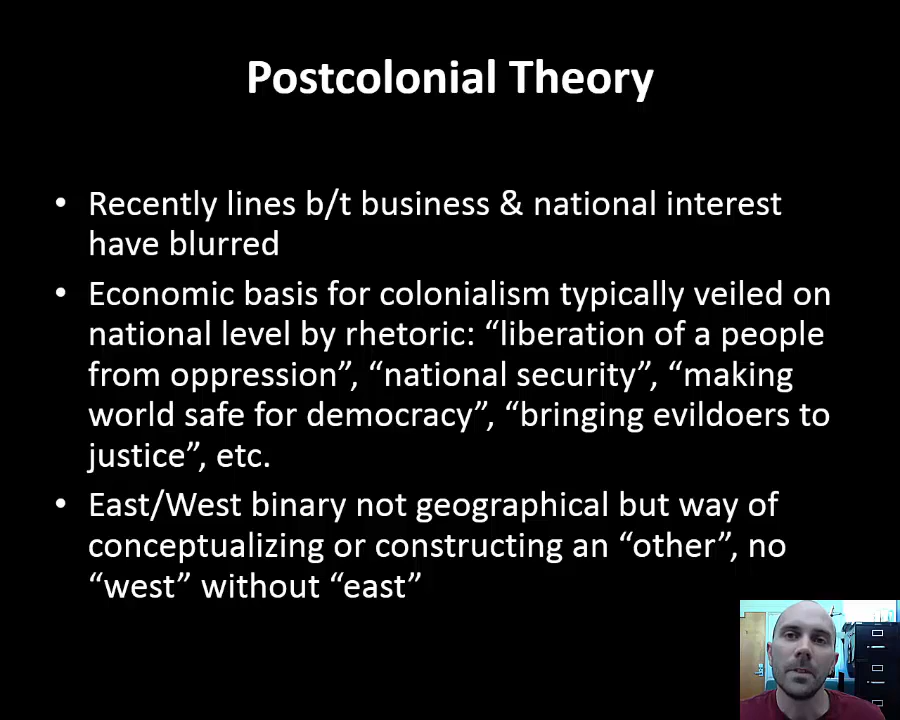 Postcolonial Theory
• Recently lines b/t business & national interest
have blurred
• Economic basis for colonialism typically veiled on
national level by rhetoric: “liberation of a people
from oppression”, “national security”, “making
world safe for democracy”, “bringing evildoers to
justice”, etc.
• East/West binary not geographical but way of
conceptualizing or constructing an “other”, no
“west” without “east”